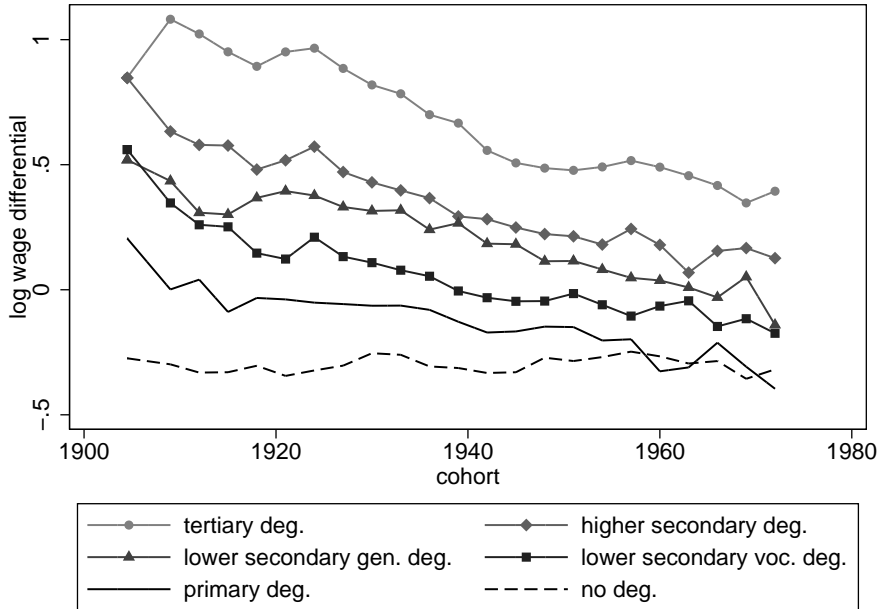 1
.5
0
−.5
log wage differential
1900 1920 1940 1960 1980
cohort
tertiary deg. higher secondary deg.
lower secondary gen. deg. lower secondary voc. deg.
primary deg. no deg.